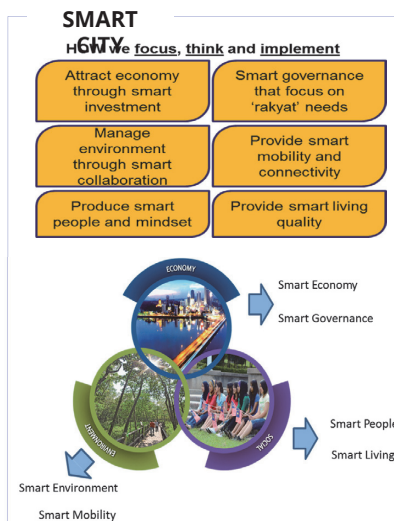 SMART
CITY
How we focus, think and implement
Attract economy
through smart
investment
Smart governance
that focus on
‘rakyat’ needs
Manage
environment
through smart
collaboration
Provide smart
mobility and
connectivity
Produce smart
people and mindset
Provide smart living
quality
ECONOMY
Smart Economy
Smart Governance
ENVIRONMENT
SOCIAL
Smart People
Smart Living
Smart Environment
Smart Mobility